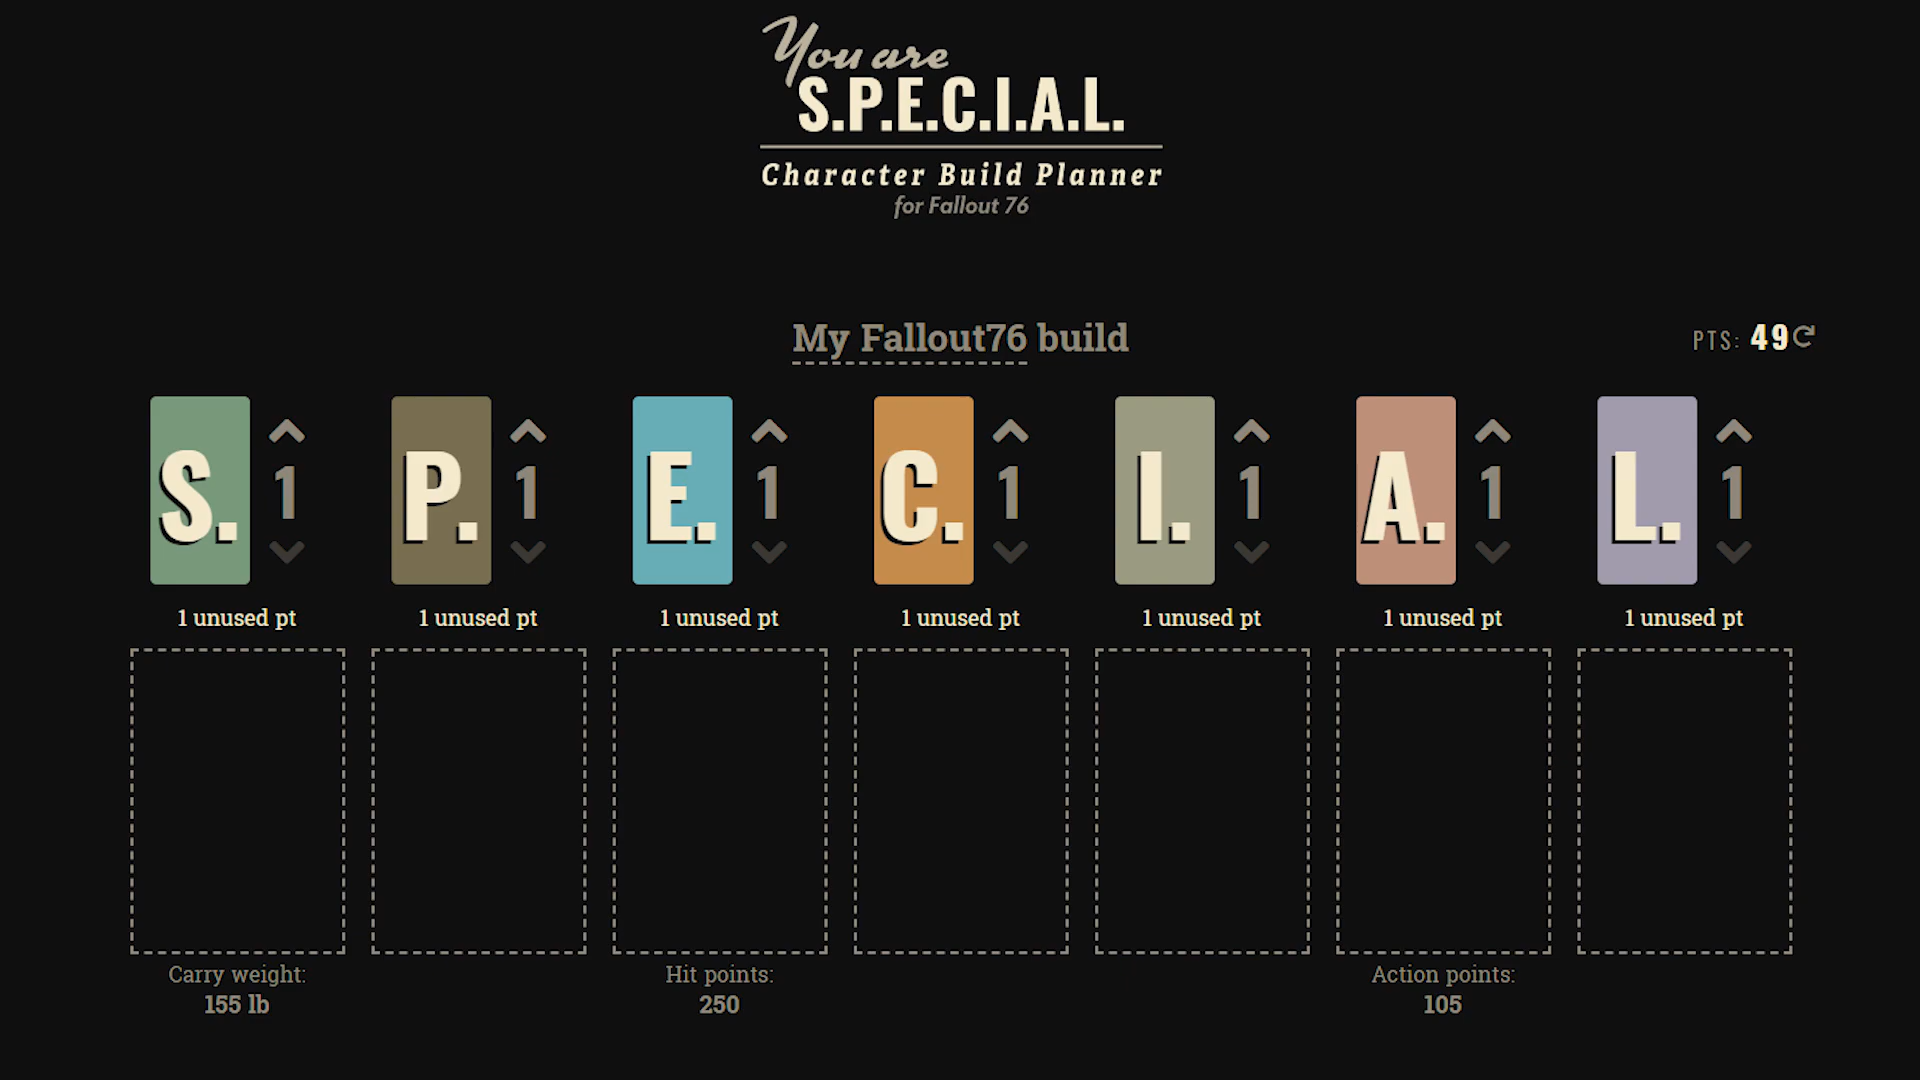 You are
S.P.E.C.I.A.L.
Character Build Planner
for Fallout 76
My Fallout76 build
PTS: 49
S. 1 P. 1 E. 1 C. 1 I. 1 A. 1 L. 1
1 unused pt 1 unused pt 1 unused pt 1 unused pt 1 unused pt 1 unused pt 1 unused pt
Carry weight: Hit points: Action points:
155 lb 250 105